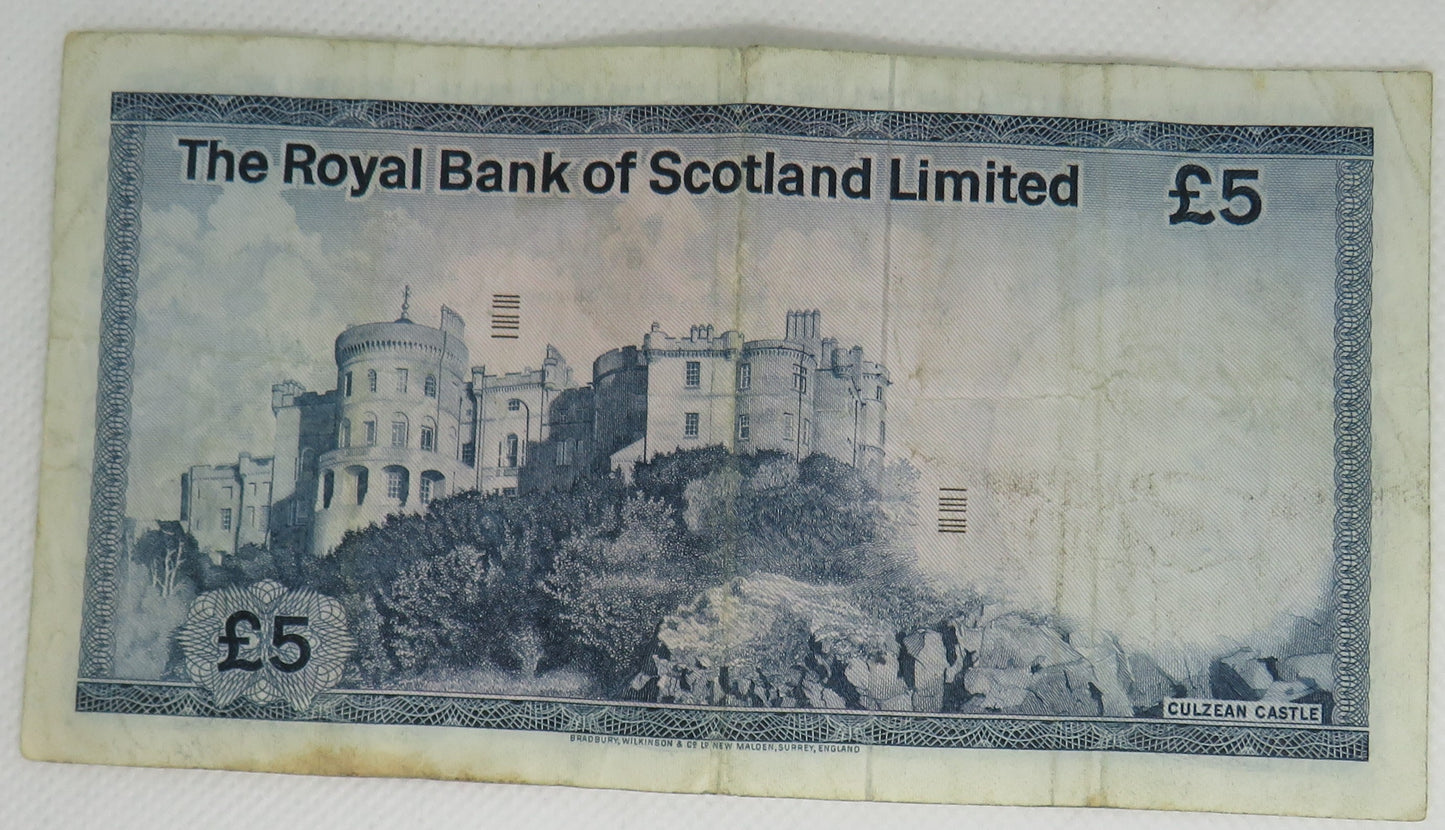 The Royal Bank of Scotland Limited £5
£5
CULZEAN CASTLE
BRADBURY, WILKINSON & Cº Lᴰ NEW MALDEN, SURREY, ENGLAND